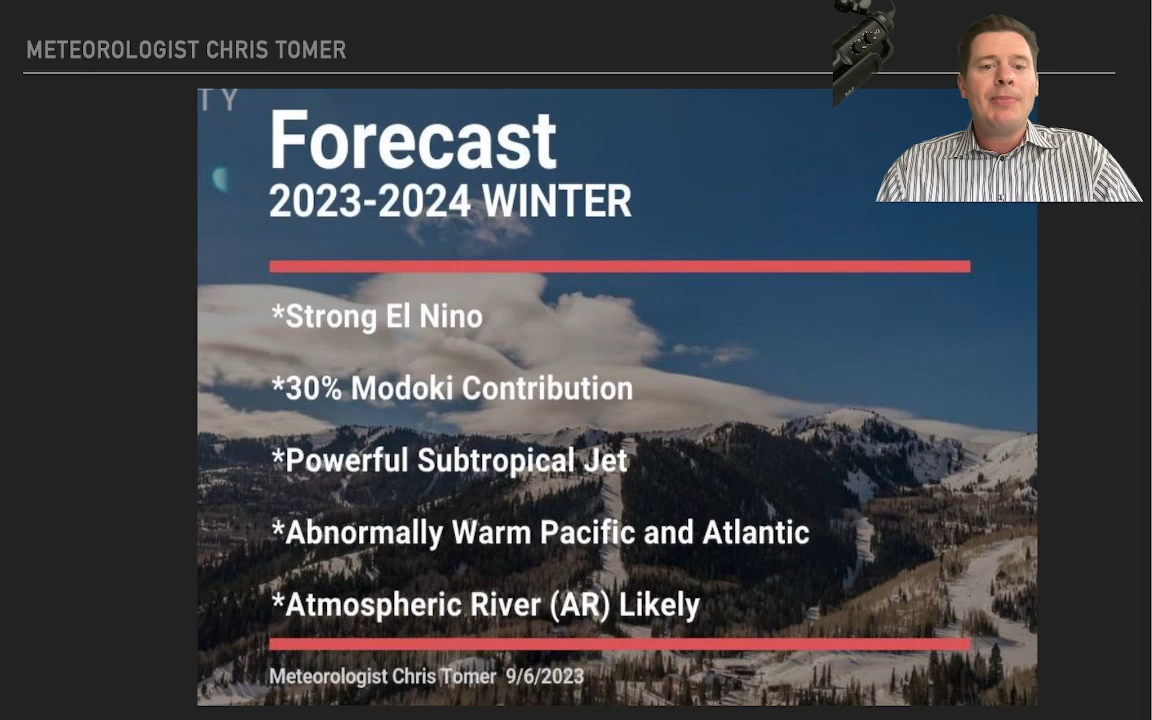 METEOROLOGIST CHRIS TOMER
TY
Forecast
2023-2024 WINTER
*Strong El Nino
*30% Modoki Contribution
*Powerful Subtropical Jet
*Abnormally Warm Pacific and Atlantic
*Atmospheric River (AR) Likely
Meteorologist Chris Tomer 9/6/2023